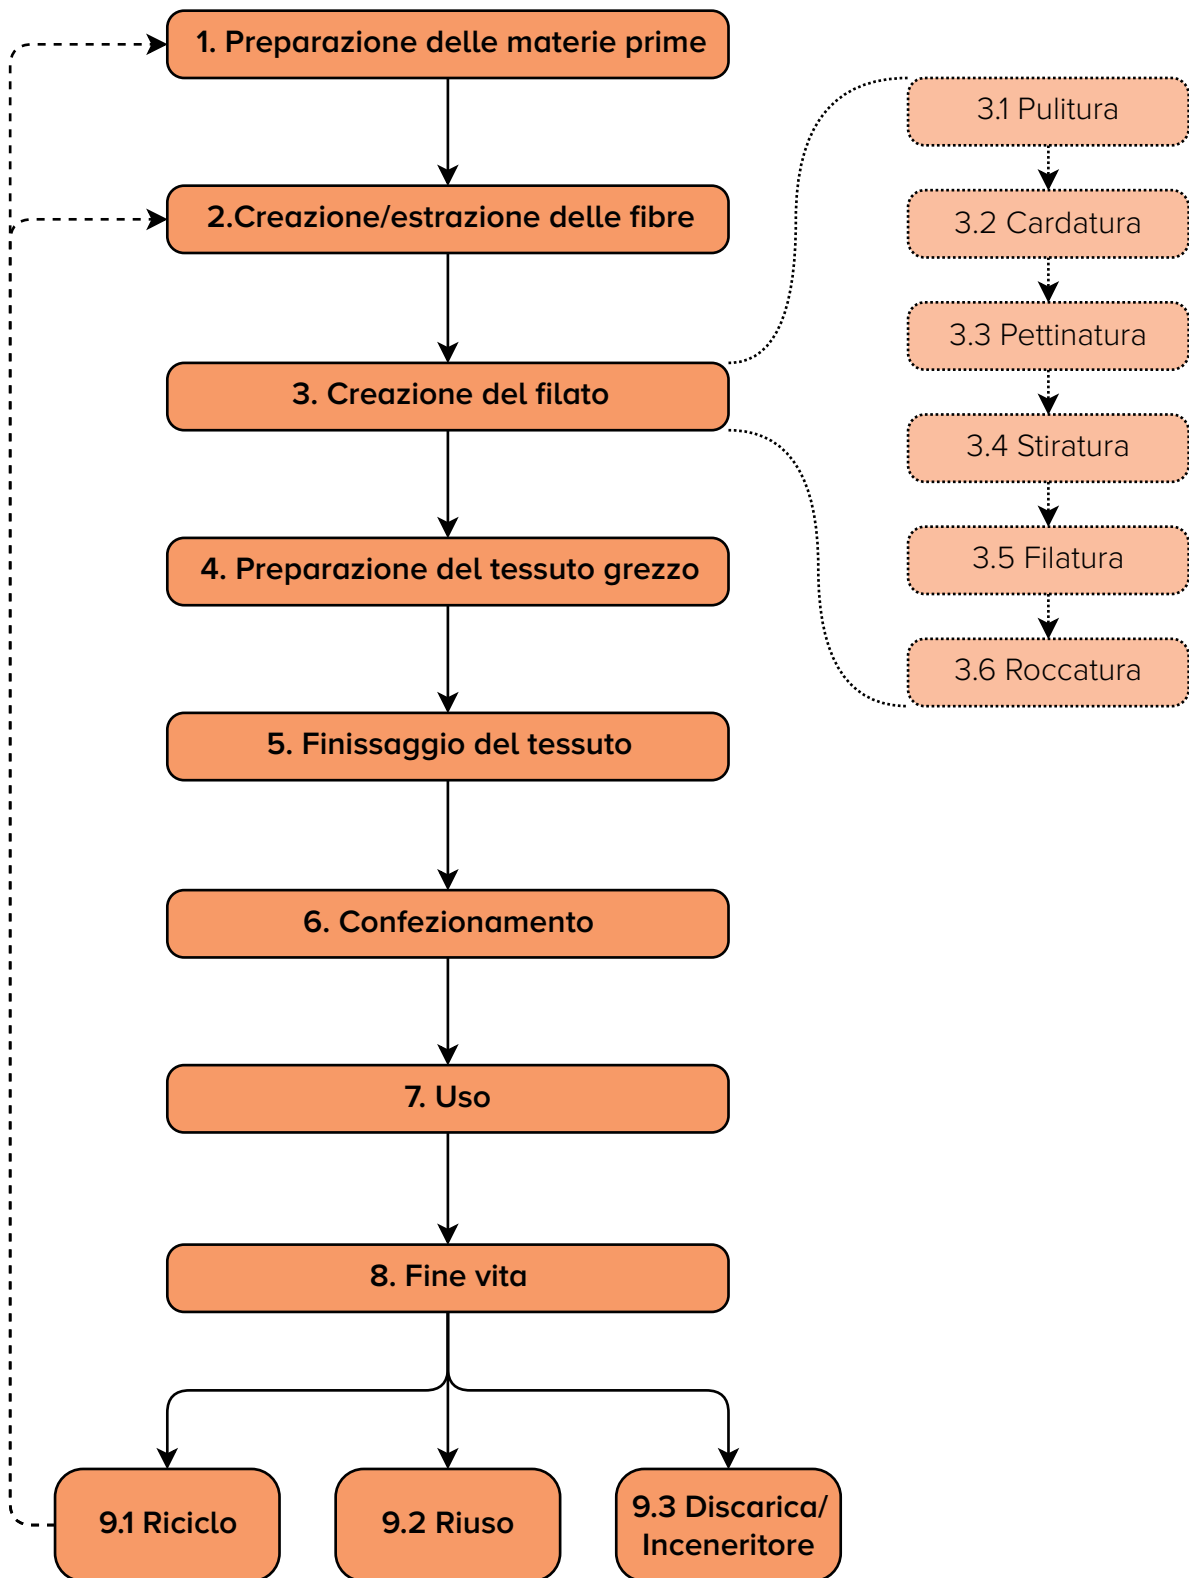 1. Preparazione delle materie prime
2.Creazione/estrazione delle fibre
3. Creazione del filato
3.1 Pulitura
3.2 Cardatura
3.3 Pettinatura
3.4 Stiratura
3.5 Filatura
3.6 Roccatura
4. Preparazione del tessuto grezzo
5. Finissaggio del tessuto
6. Confezionamento
7. Uso
8. Fine vita
9.1 Riciclo
9.2 Riuso
9.3 Discarica/
Inceneritore